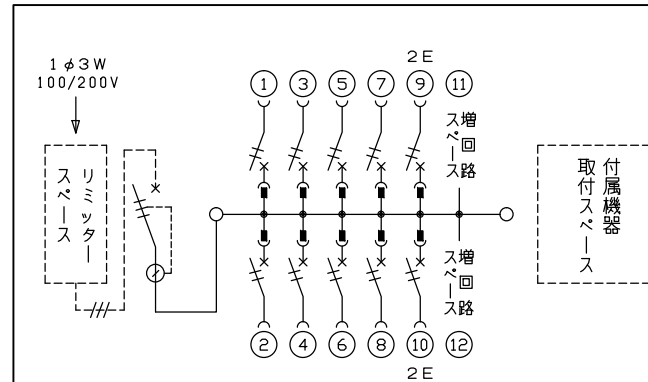 1φ3W
100/200V
リミッター
スペース
2E
① ③ ⑤ ⑦ ⑨ ⑪
増回路
スペース
増回路
スペース
② ④ ⑥ ⑧ ⑩ ⑫
2E
付属機器
取付スペース